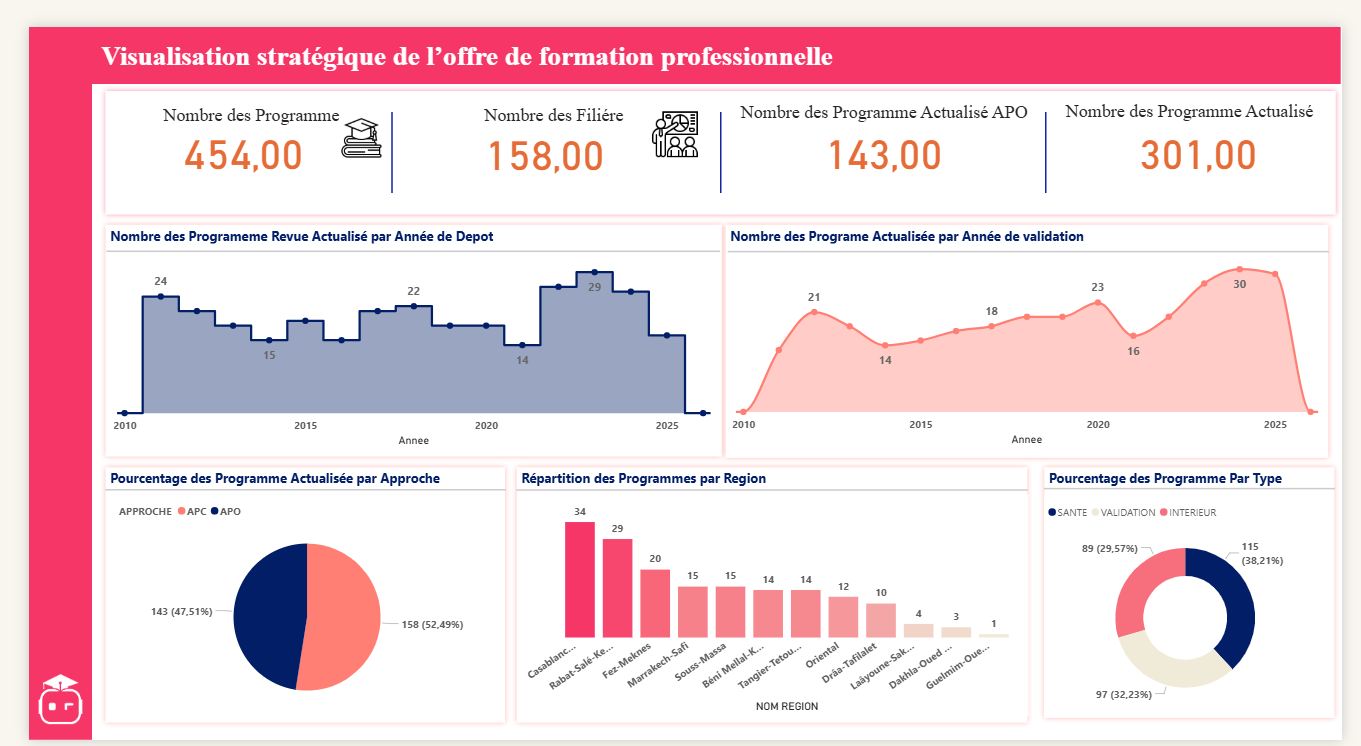 Visualisation stratégique de l’offre de formation professionnelle
Nombre des Programme
454,00
Nombre des Filiére
158,00
Nombre des Programme Actualisé APO
143,00
Nombre des Programme Actualisé
301,00
Nombre des Programeme Revue Actualisé par Année de Depot
24
15
22
14
29
2010 2015 2020 2025
Annee
Nombre des Programe Actualisée par Année de validation
21
14
18
23
16
30
2010 2015 2020 2025
Annee
Pourcentage des Programme Actualisée par Approche
APPROCHE APC APO
143 (47,51%)
158 (52,49%)
Répartition des Programmes par Region
34 29 20 15 15 14 14 12 10 4 3 1
Casablanc...
Rabat-Salé-Ke...
Fez-Meknes
Marrakech-Safi
Souss-Massa
Béni Mellal-K...
Tangier-Tetou...
Oriental
Drâa-Tafilalet
Laâyoune-Sak...
Dakhla-Oued ...
Guelmim-Oue...
NOM REGION
Pourcentage des Programme Par Type
SANTE VALIDATION INTERIEUR
89 (29,57%)
115
(38,21%)
97 (32,23%)